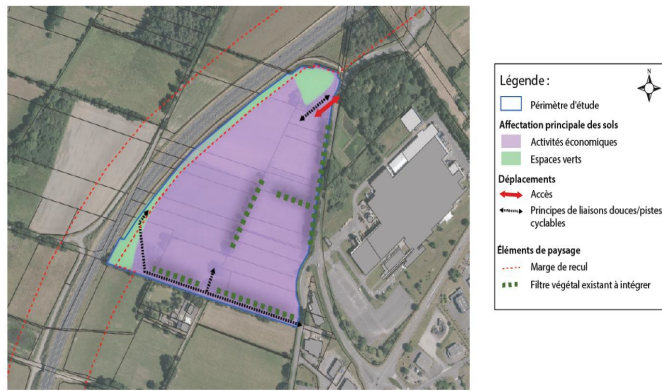 Légende :
N
Périmètre d'étude
Affectation principale des sols
Activités économiques
Espaces verts
Déplacements
Accès
Principes de liaisons douces/pistes
cyclables
Éléments de paysage
Marge de recul
Filtre végétal existant à intégrer